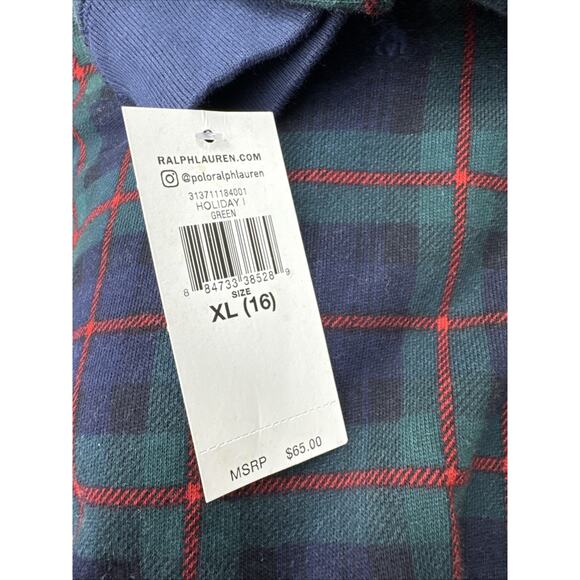 RALPHLAUREN.COM
@poloralphlauren
313711184001
HOLIDAY I
GREEN
8 84733 38528 9
SIZE
XL (16)
MSRP $65.00